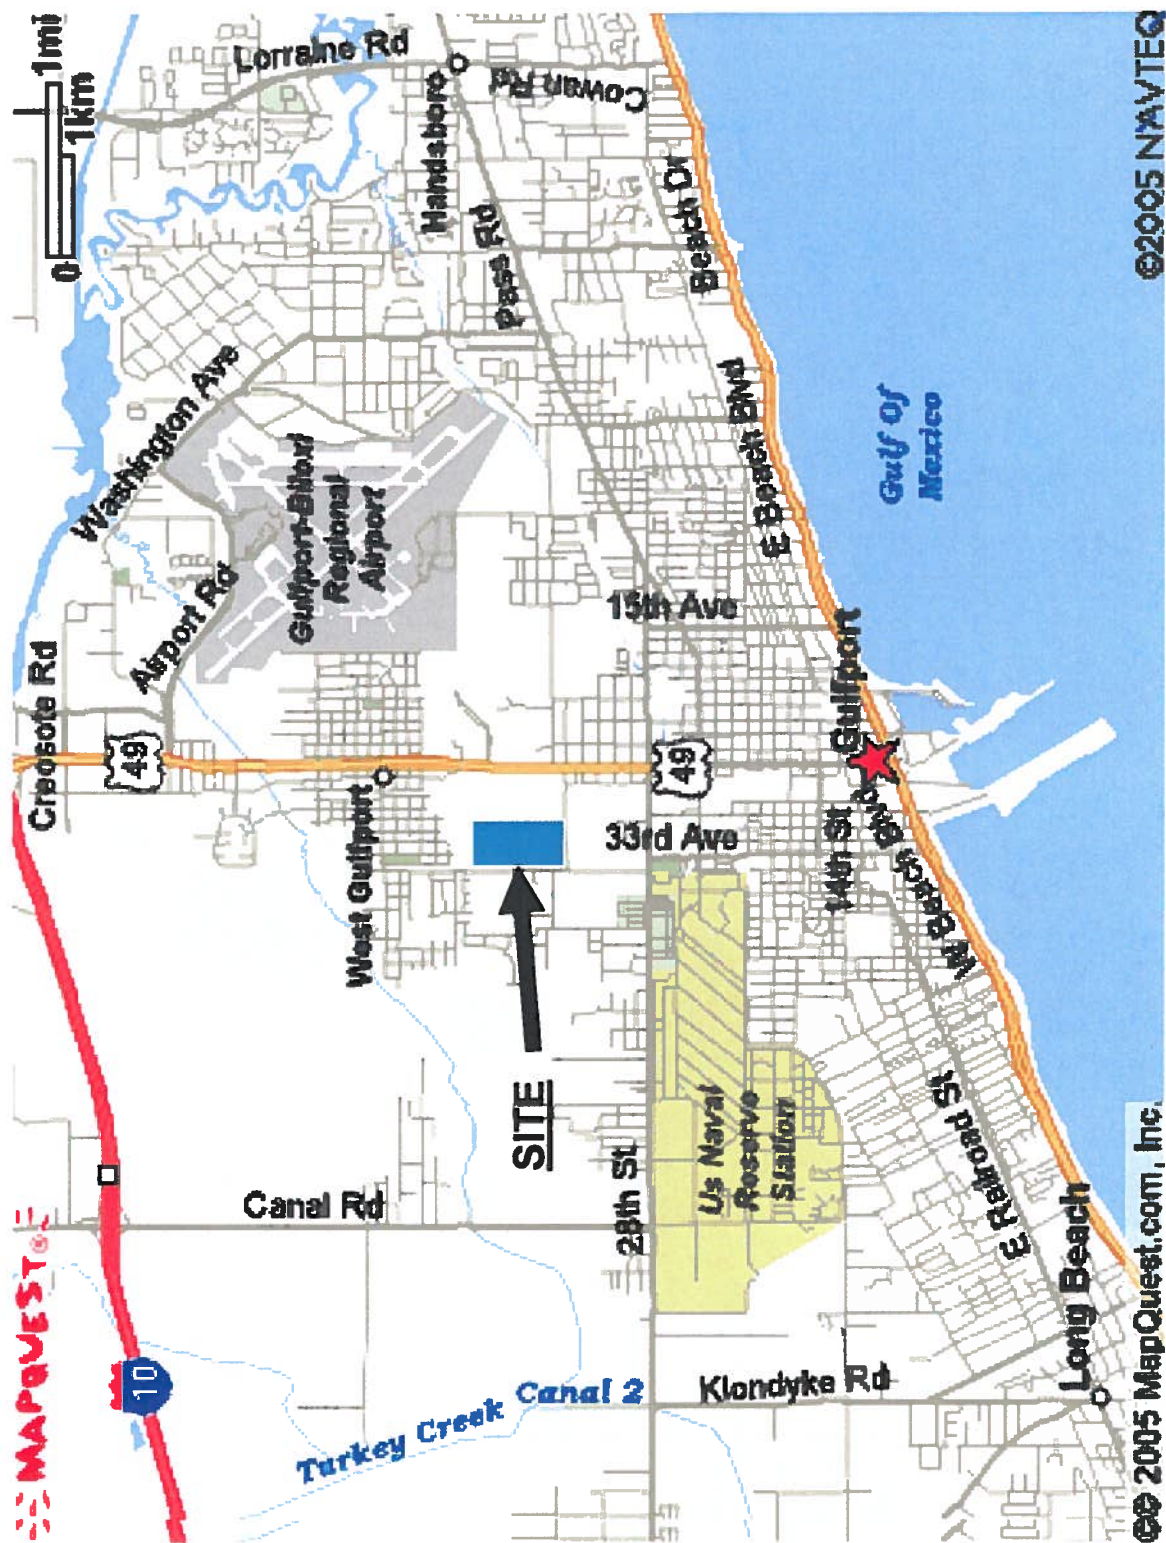 MAPQUEST
0
1km
1mi
10
Creosote Rd
49
Airport Rd
Washington Ave
Lorraine Rd
Canal Rd
Turkey Creek Canal 2
West Gulfport
Gulfport-Biloxi
Regional
Airport
Handsboro
Pass Rd
Cowan Rd
SITE
28th St
33rd Ave
49
15th Ave
Beach Dr
E Beach Blvd
Us Naval
Reserve
Station
Klondyke Rd
14th St
Gulfport
W Beach Blvd
E Railroad St
Long Beach
Gulf Of
Mexico
©© 2005 MapQuest.com, Inc.
©2005 NAVTEQ